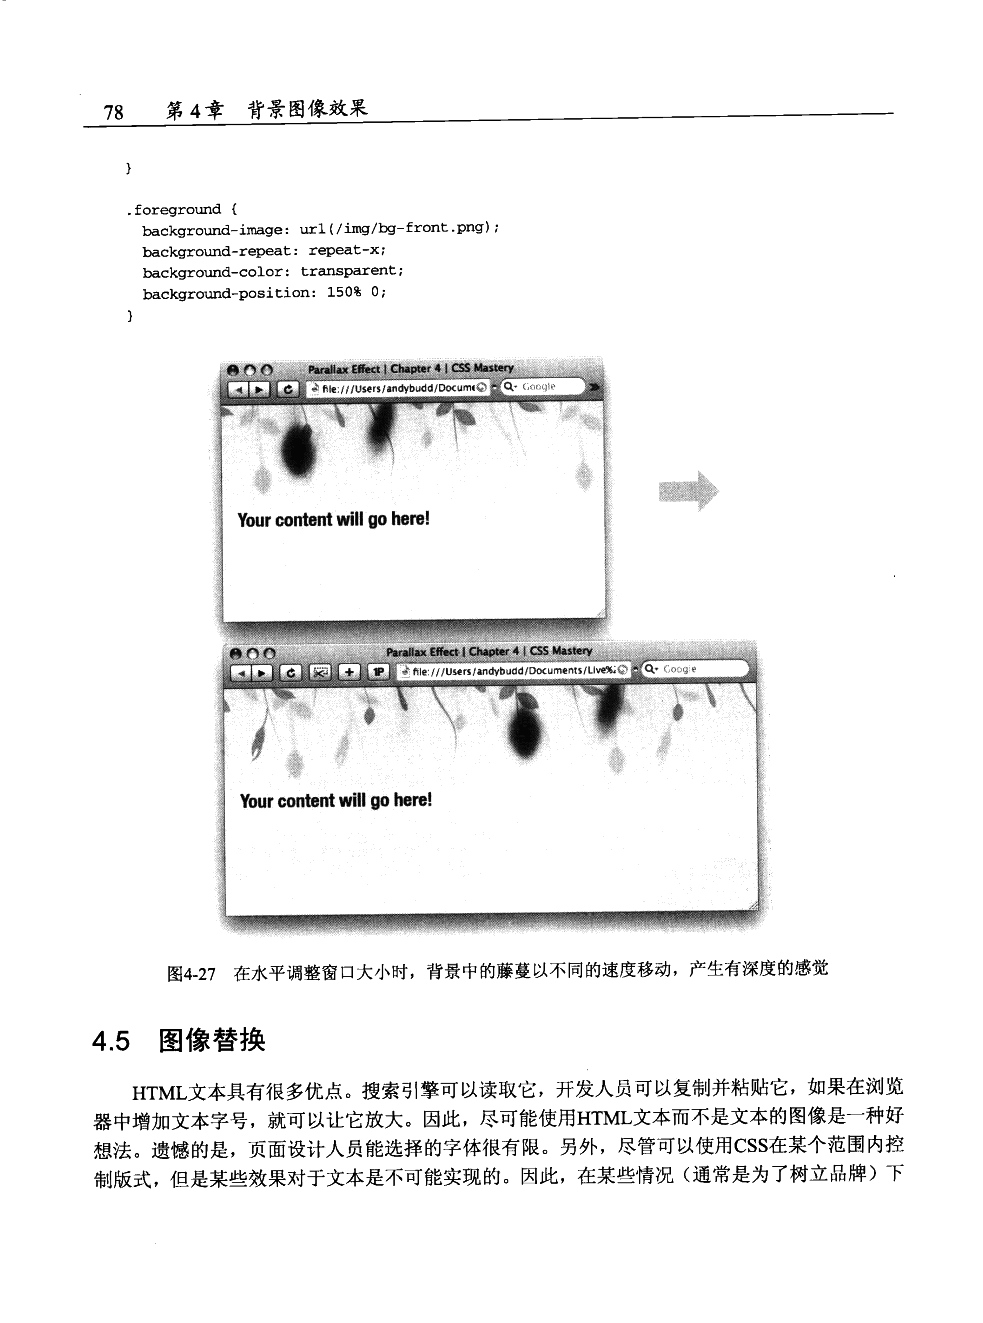 78 第4章 背景图像效果
}
.foreground {
background-image: url(/img/bg-front.png);
background-repeat: repeat-x;
background-color: transparent;
background-position: 150% 0;
}
Parallax Effect | Chapter 4 | CSS Mastery
file:///Users/andybudd/Docume Google
Your content will go here!
Parallax Effect | Chapter 4 | CSS Mastery
1P file:///Users/andybudd/Documents/Live%2 Google
Your content will go here!
图4-27 在水平调整窗口大小时，背景中的藤蔓以不同的速度移动，产生有深度的感觉
4.5 图像替换
HTML文本具有很多优点。搜索引擎可以读取它，开发人员可以复制并粘贴它，如果在浏览
器中增加文本字号，就可以让它放大。因此，尽可能使用HTML文本而不是文本的图像是一种好
想法。遗憾的是，页面设计人员能选择的字体很有限。另外，尽管可以使用CSS在某个范围内控
制版式，但是某些效果对于文本是不可能实现的。因此，在某些情况（通常是为了树立品牌）下